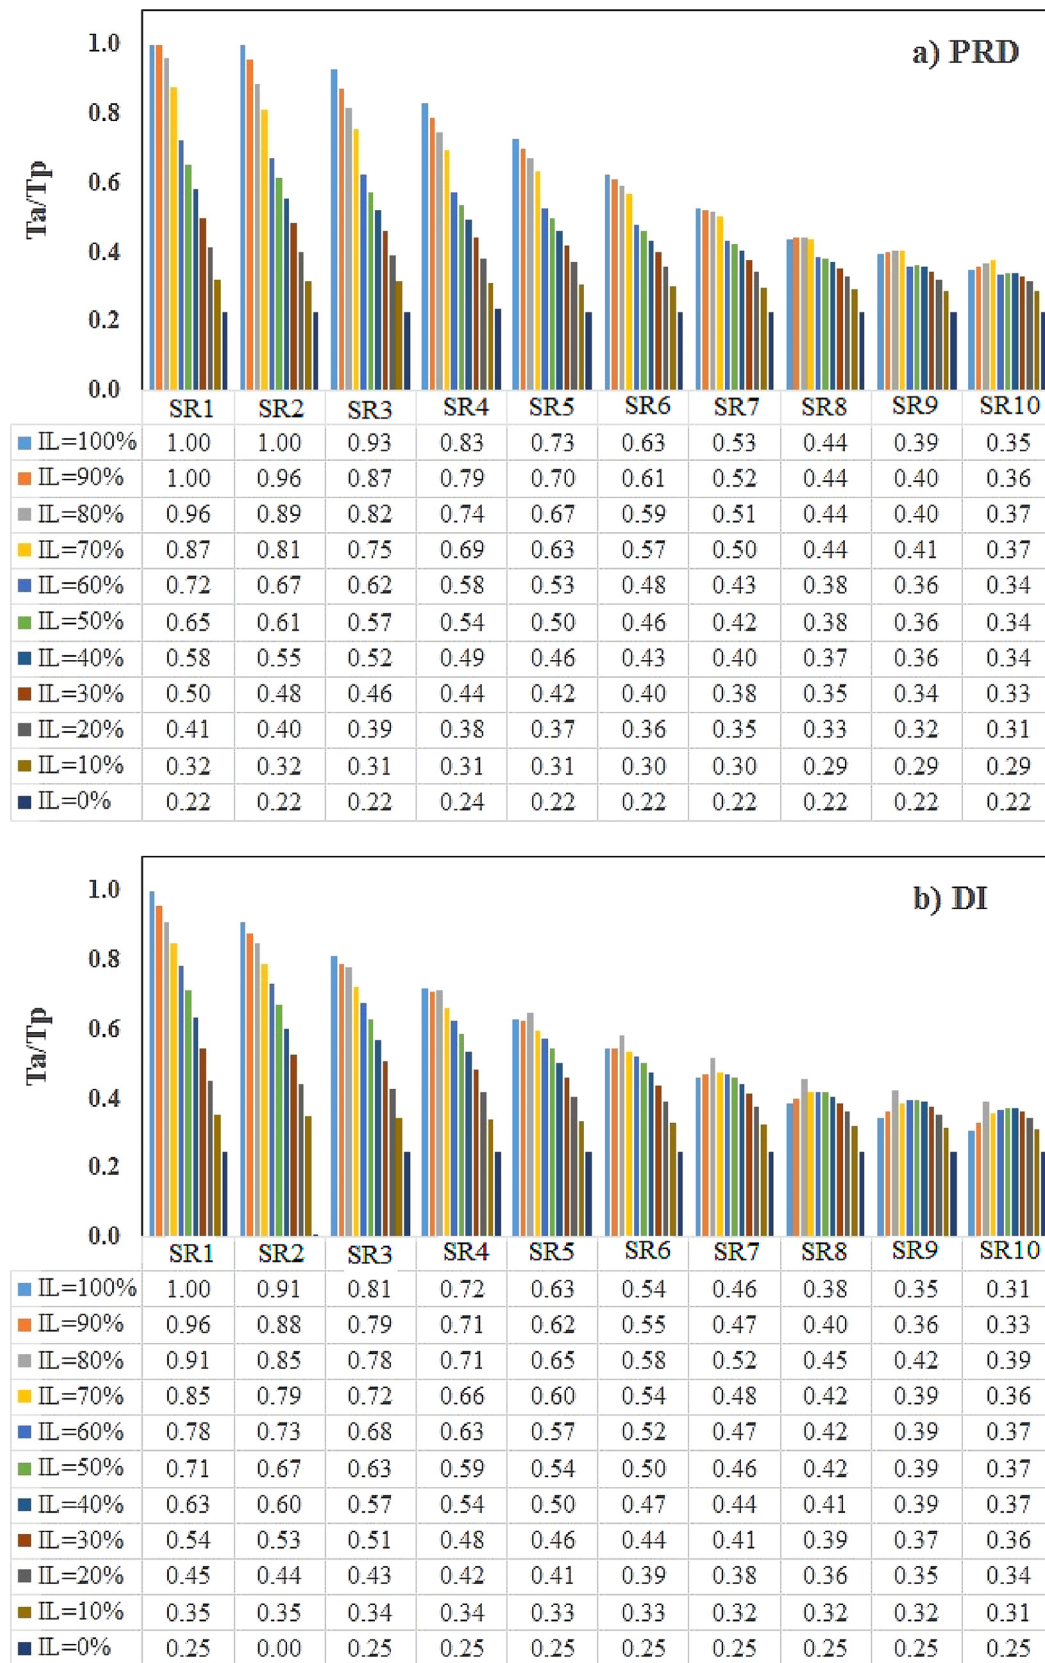 a) PRD
1.0
0.8
0.6
0.4
0.2
0.0
Ta/Tp
SR1 SR2 SR3 SR4 SR5 SR6 SR7 SR8 SR9 SR10
IL=100% 1.00 1.00 0.93 0.83 0.73 0.63 0.53 0.44 0.39 0.35
IL=90% 1.00 0.96 0.87 0.79 0.70 0.61 0.52 0.44 0.40 0.36
IL=80% 0.96 0.89 0.82 0.74 0.67 0.59 0.51 0.44 0.40 0.37
IL=70% 0.87 0.81 0.75 0.69 0.63 0.57 0.50 0.44 0.41 0.37
IL=60% 0.72 0.67 0.62 0.58 0.53 0.48 0.43 0.38 0.36 0.34
IL=50% 0.65 0.61 0.57 0.54 0.50 0.46 0.42 0.38 0.36 0.34
IL=40% 0.58 0.55 0.52 0.49 0.46 0.43 0.40 0.37 0.36 0.34
IL=30% 0.50 0.48 0.46 0.44 0.42 0.40 0.38 0.35 0.34 0.33
IL=20% 0.41 0.40 0.39 0.38 0.37 0.36 0.35 0.33 0.32 0.31
IL=10% 0.32 0.32 0.31 0.31 0.31 0.30 0.30 0.29 0.29 0.29
IL=0% 0.22 0.22 0.22 0.24 0.22 0.22 0.22 0.22 0.22 0.22
b) DI
1.0
0.8
0.6
0.4
0.2
0.0
Ta/Tp
SR1 SR2 SR3 SR4 SR5 SR6 SR7 SR8 SR9 SR10
IL=100% 1.00 0.91 0.81 0.72 0.63 0.54 0.46 0.38 0.35 0.31
IL=90% 0.96 0.88 0.79 0.71 0.62 0.55 0.47 0.40 0.36 0.33
IL=80% 0.91 0.85 0.78 0.71 0.65 0.58 0.52 0.45 0.42 0.39
IL=70% 0.85 0.79 0.72 0.66 0.60 0.54 0.48 0.42 0.39 0.36
IL=60% 0.78 0.73 0.68 0.63 0.57 0.52 0.47 0.42 0.39 0.37
IL=50% 0.71 0.67 0.63 0.59 0.54 0.50 0.46 0.42 0.39 0.37
IL=40% 0.63 0.60 0.57 0.54 0.50 0.47 0.44 0.41 0.39 0.37
IL=30% 0.54 0.53 0.51 0.48 0.46 0.44 0.41 0.39 0.37 0.36
IL=20% 0.45 0.44 0.43 0.42 0.41 0.39 0.38 0.36 0.35 0.34
IL=10% 0.35 0.35 0.34 0.34 0.33 0.33 0.32 0.32 0.32 0.31
IL=0% 0.25 0.00 0.25 0.25 0.25 0.25 0.25 0.25 0.25 0.25